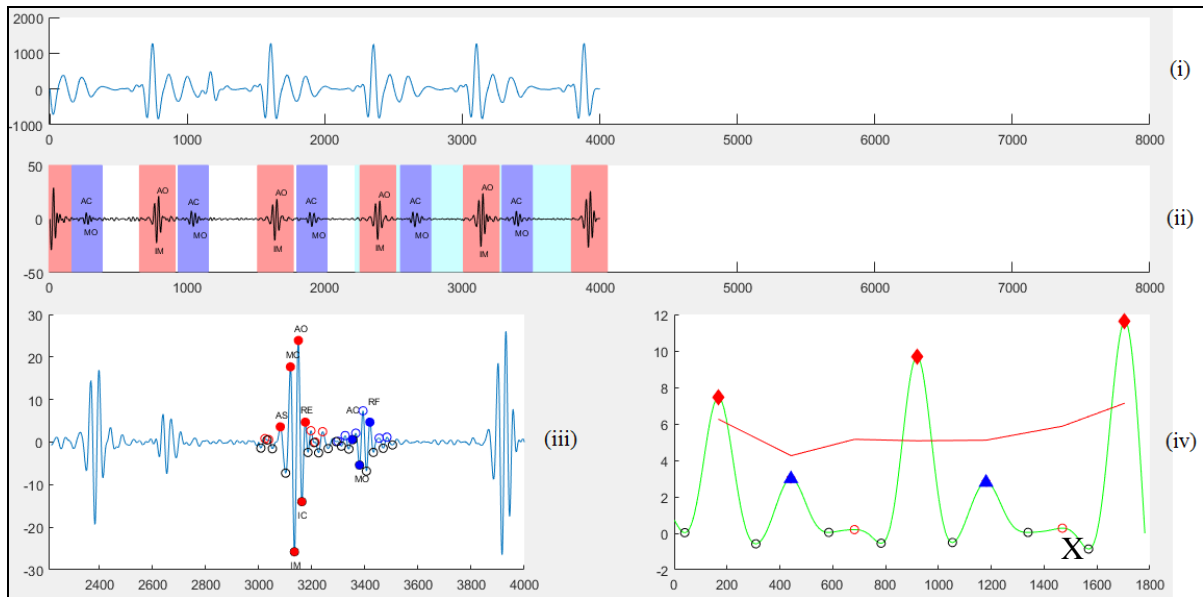 2000
1000
0
-1000
0 1000 2000 3000 4000 5000 6000 7000 8000
(i)
50
0
-50
AC
MO
AO
IM
AC
MO
AO
IM
AC
MO
AO
IM
AC
MO
AO
IM
AC
MO
0 1000 2000 3000 4000 5000 6000 7000 8000
(ii)
30
20
10
0
-10
-20
-30
AO
MC
AS
RE
AC
RF
MO
IC
IM
2400 2600 2800 3000 3200 3400 3600 3800 4000
(iii)
12
10
8
6
4
2
0
-2
X
0 200 400 600 800 1000 1200 1400 1600 1800
(iv)